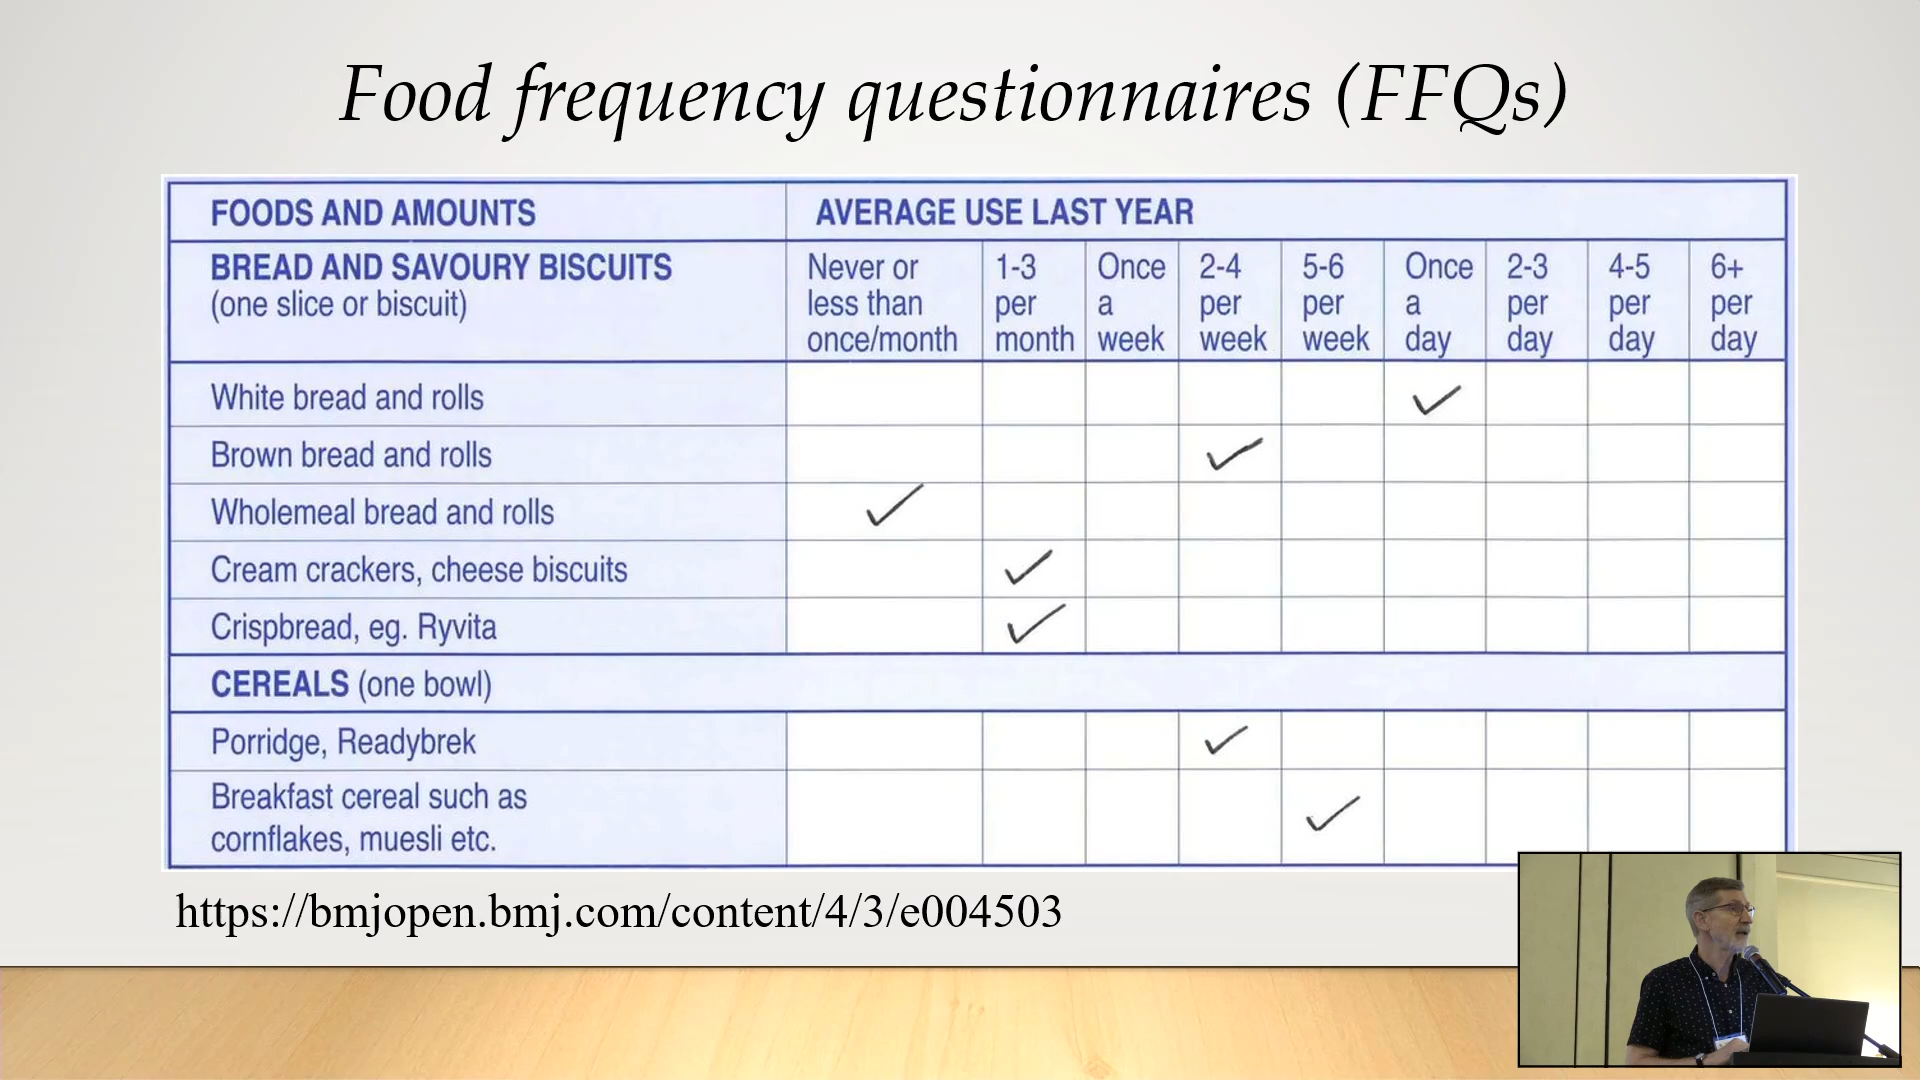 Food frequency questionnaires (FFQs)
FOODS AND AMOUNTS
AVERAGE USE LAST YEAR
BREAD AND SAVOURY BISCUITS
(one slice or biscuit)
Never or
less than
once/month
1-3
per
month
Once
a
week
2-4
per
week
5-6
per
week
Once
a
day
2-3
per
day
4-5
per
day
6+
per
day
White bread and rolls
Brown bread and rolls
Wholemeal bread and rolls
Cream crackers, cheese biscuits
Crispbread, eg. Ryvita
CEREALS (one bowl)
Porridge, Readybrek
Breakfast cereal such as
cornflakes, muesli etc.
https://bmjopen.bmj.com/content/4/3/e004503